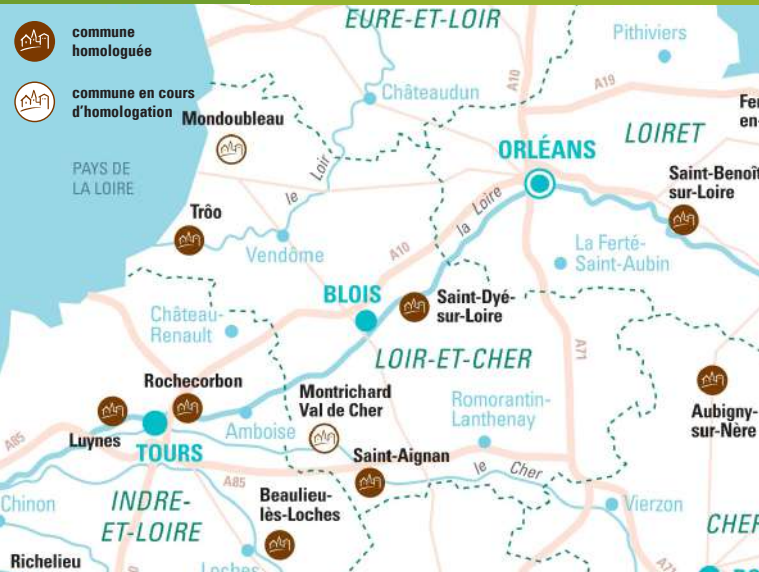 commune
homologuée
commune en cours
d'homologation
EURE-ET-LOIR
Pithiviers
Châteaudun
A10
A19
Mondoubleau
LOIRET
PAYS DE
LA LOIRE
ORLÉANS
le Loir
Saint-Benoît
sur-Loire
Trôo
la Loire
Vendôme
A10
La Ferté-
Saint-Aubin
BLOIS
Saint-Dyé-
sur-Loire
Château-
Renault
A71
LOIR-ET-CHER
Rochecorbon
Montrichard
Val de Cher
Romorantin-
Lanthenay
Aubigny-
sur-Nère
Luynes
Amboise
A85
TOURS
Saint-Aignan
le Cher
A85
Chinon
INDRE-
ET-LOIRE
Beaulieu-
lès-Loches
Vierzon
CHER
Richelieu
Loches
A71